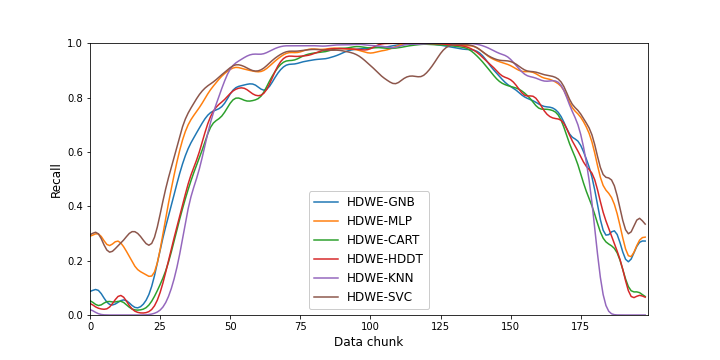 1.0
0.8
0.6
0.4
0.2
0.0
Recall
0 25 50 75 100 125 150 175
Data chunk
HDWE-GNB
HDWE-MLP
HDWE-CART
HDWE-HDDT
HDWE-KNN
HDWE-SVC